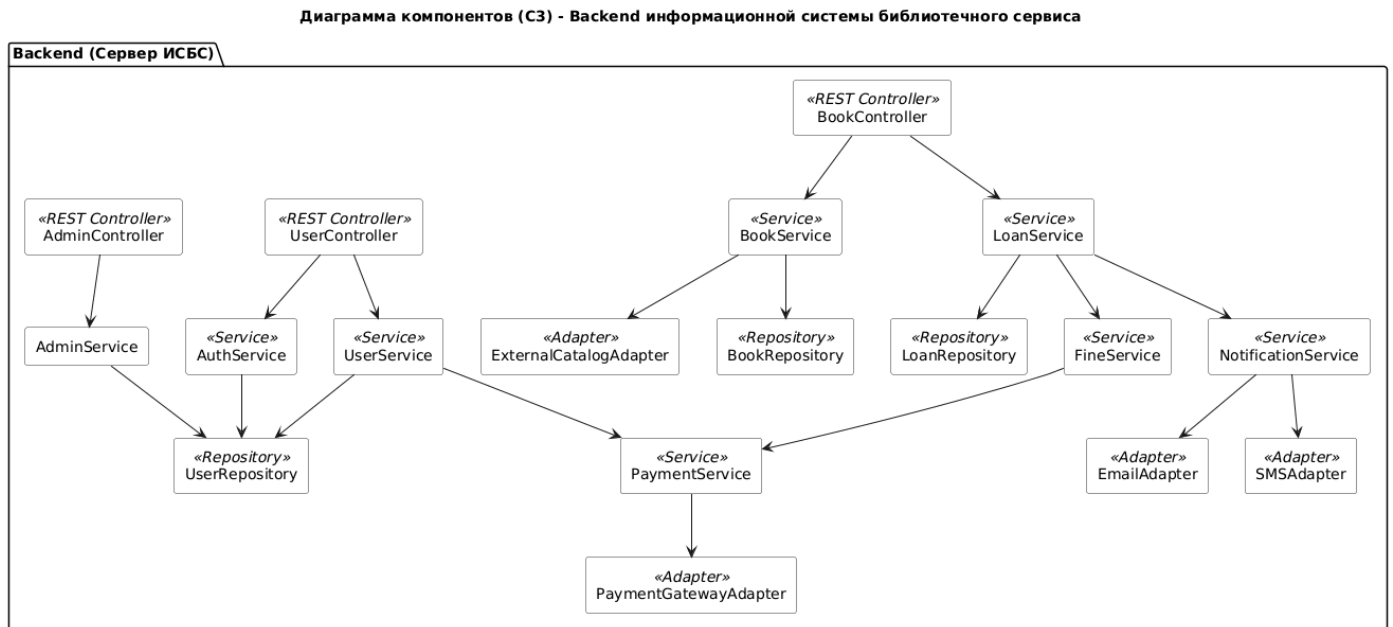 Диаграмма компонентов (C3) - Backend информационной системы библиотечного сервиса
Backend (Сервер ИСБС)
«REST Controller»
BookController
«REST Controller»
AdminController
«REST Controller»
UserController
«Service»
BookService
«Service»
LoanService
AdminService
«Service»
AuthService
«Service»
UserService
«Adapter»
ExternalCatalogAdapter
«Repository»
BookRepository
«Repository»
LoanRepository
«Service»
FineService
«Service»
NotificationService
«Repository»
UserRepository
«Service»
PaymentService
«Adapter»
EmailAdapter
«Adapter»
SMSAdapter
«Adapter»
PaymentGatewayAdapter